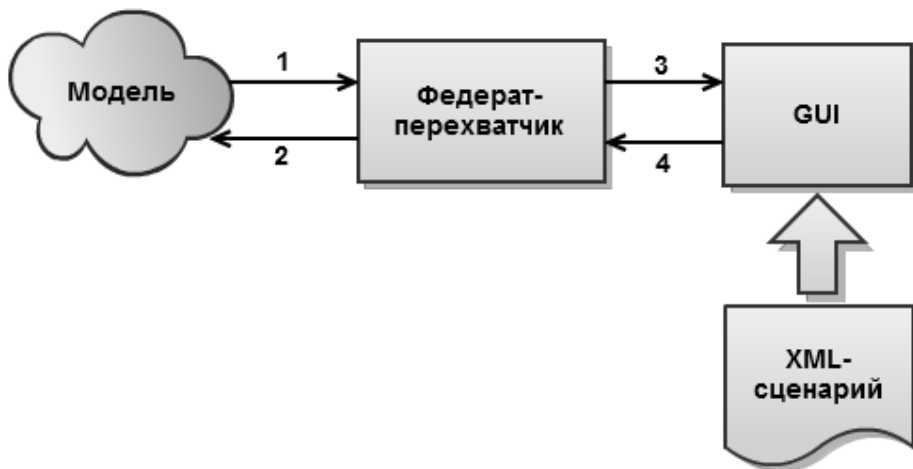 1
3
Модель
Федерат-
перехватчик
GUI
2
4
XML-
сценарий